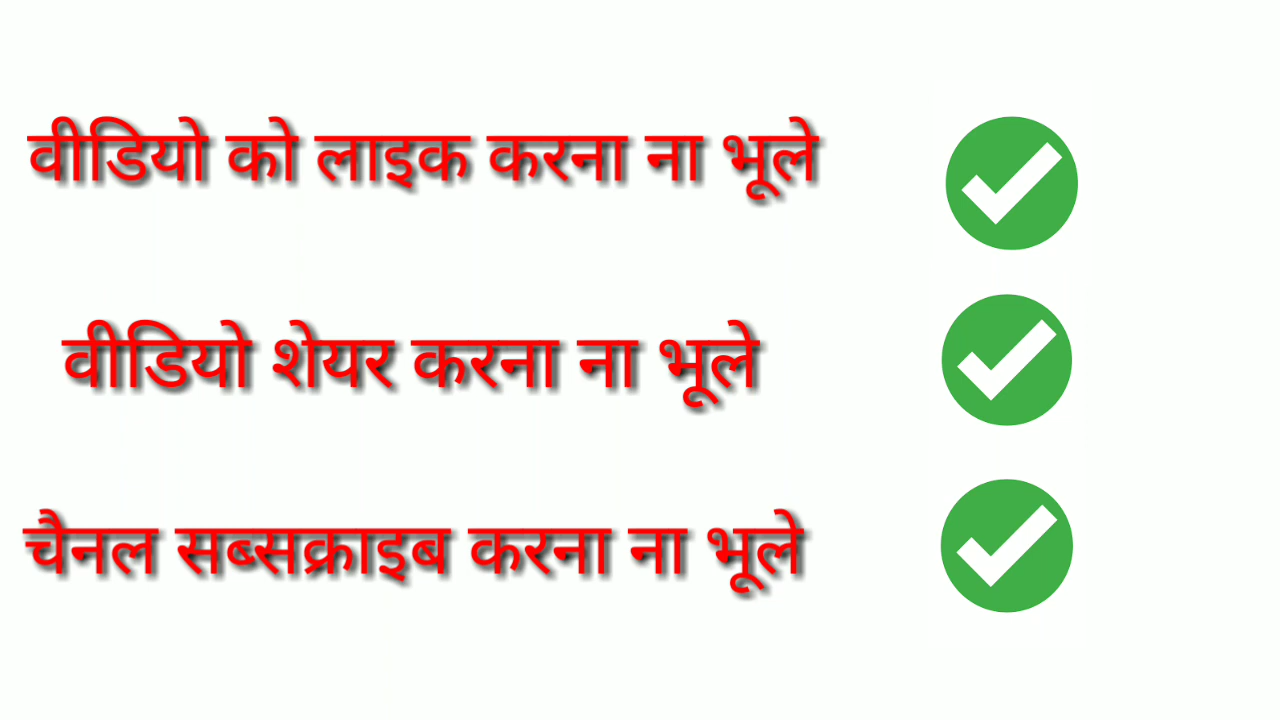 वीडियो को लाइक करना ना भूले
वीडियो शेयर करना ना भूले
चैनल सब्सक्राइब करना ना भूले